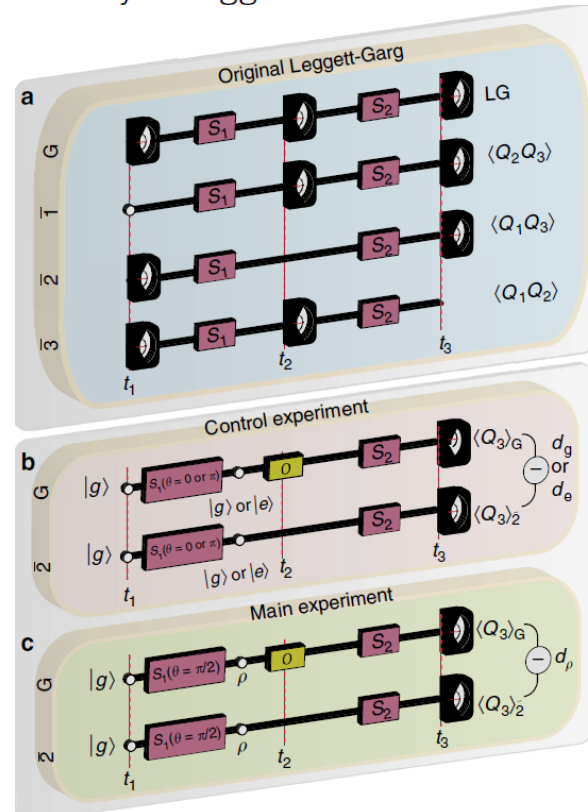 a
Original Leggett-Garg
G
S₁
S₂
LG
1̄
S₁
S₂
⟨Q₂Q₃⟩
2̄
S₁
S₂
⟨Q₁Q₃⟩
3̄
S₁
S₂
⟨Q₁Q₂⟩
t₁
t₂
t₃
b
Control experiment
G
|g⟩
S₁(θ = 0 or π)
|g⟩ or |e⟩
O
S₂
⟨Q₃⟩G
2̄
|g⟩
S₁(θ = 0 or π)
|g⟩ or |e⟩
S₂
⟨Q₃⟩2̄
−
dg
or
de
t₁
t₂
t₃
c
Main experiment
G
|g⟩
S₁(θ = π/2)
ρ
O
S₂
⟨Q₃⟩G
2̄
|g⟩
S₁(θ = π/2)
ρ
S₂
⟨Q₃⟩2̄
−
dρ
t₁
t₂
t₃